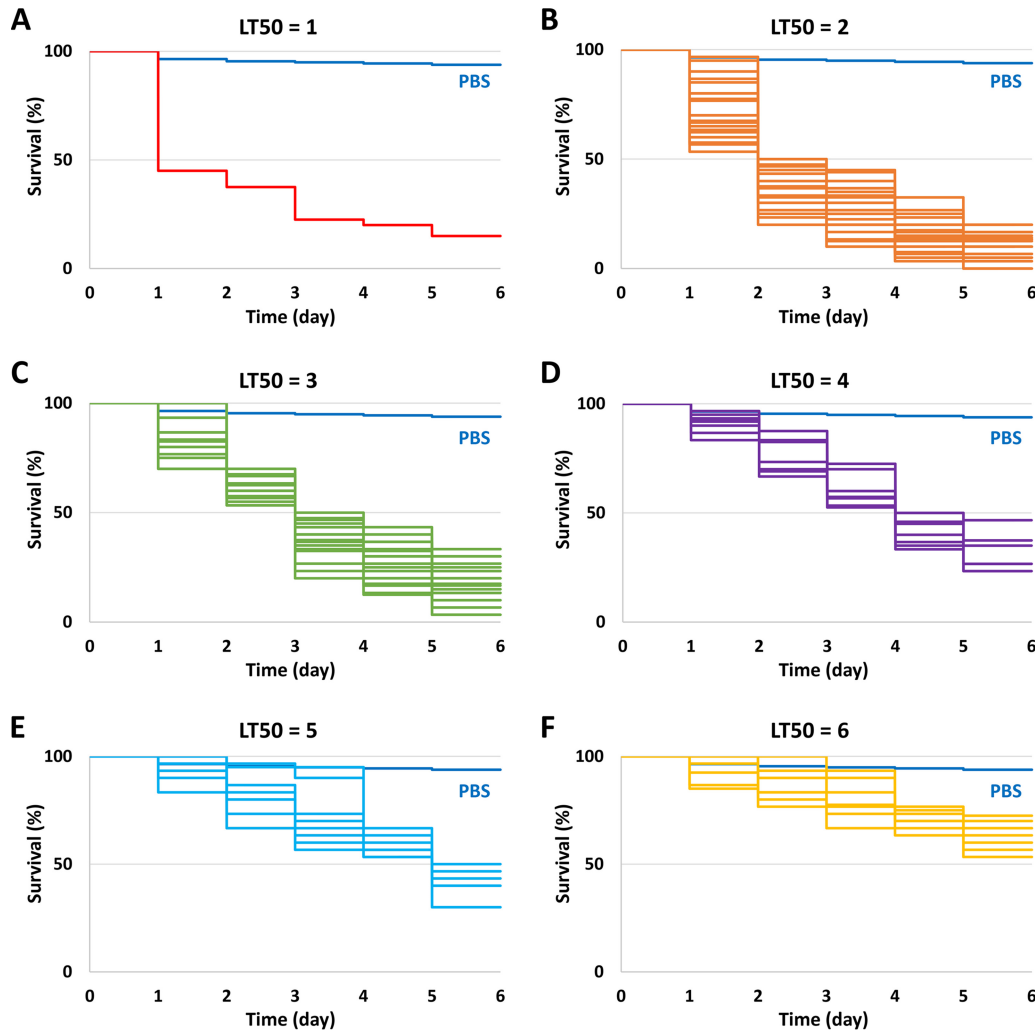 A
LT50 = 1
100
50
0
Survival (%)
PBS
0 1 2 3 4 5 6
Time (day)
B
LT50 = 2
100
50
0
Survival (%)
PBS
0 1 2 3 4 5 6
Time (day)
C
LT50 = 3
100
50
0
Survival (%)
PBS
0 1 2 3 4 5 6
Time (day)
D
LT50 = 4
100
50
0
Survival (%)
PBS
0 1 2 3 4 5 6
Time (day)
E
LT50 = 5
100
50
0
Survival (%)
PBS
0 1 2 3 4 5 6
Time (day)
F
LT50 = 6
100
50
0
Survival (%)
PBS
0 1 2 3 4 5 6
Time (day)